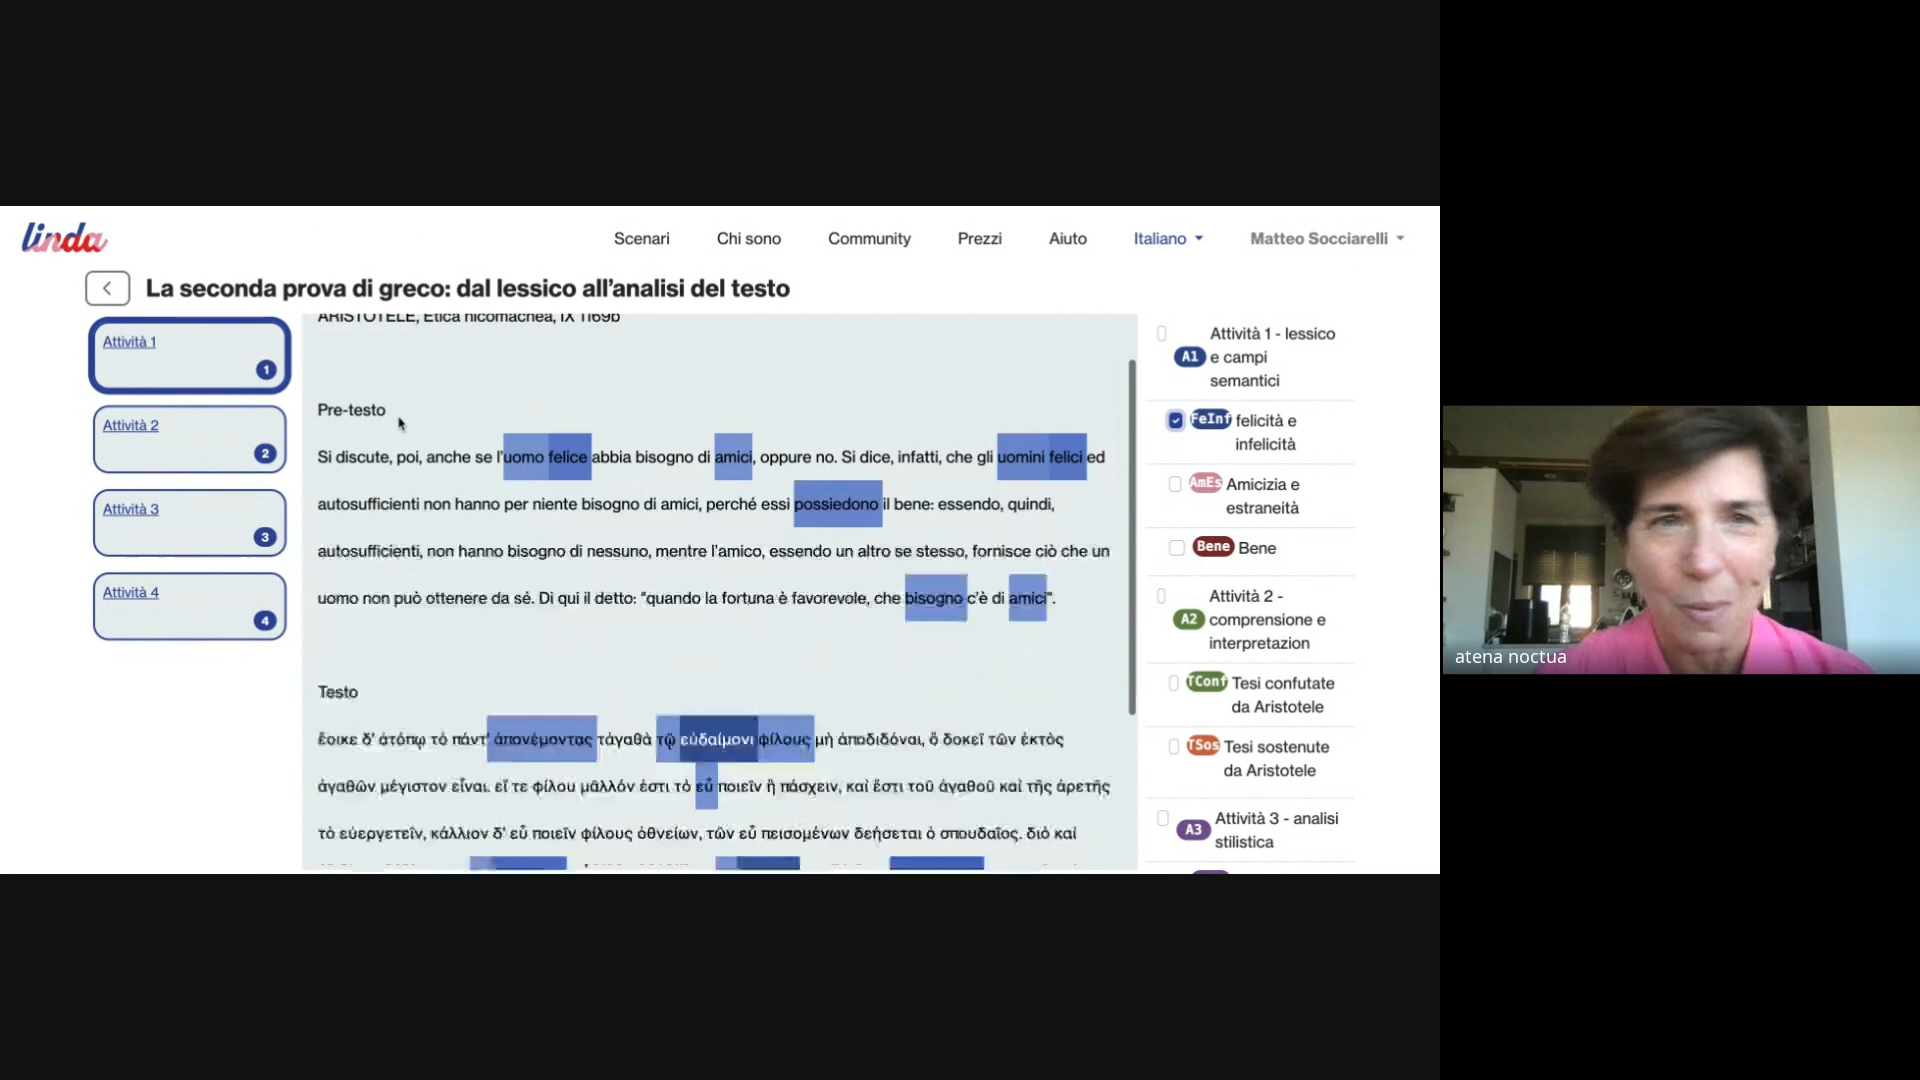 linda
Scenari
Chi sono
Community
Prezzi
Aiuto
Italiano
Matteo Socciarelli
La seconda prova di greco: dal lessico all'analisi del testo
Attività 1
1
Attività 2
2
Attività 3
3
Attività 4
4
ARISTOTELE, Etica nicomachea, IX 1169b
Pre-testo
Si discute, poi, anche se l'uomo felice abbia bisogno di amici, oppure no. Si dice, infatti, che gli uomini felici ed
autosufficienti non hanno per niente bisogno di amici, perché essi possiedono il bene: essendo, quindi,
autosufficienti, non hanno bisogno di nessuno, mentre l'amico, essendo un altro se stesso, fornisce ciò che un
uomo non può ottenere da sé. Di qui il detto: "quando la fortuna è favorevole, che bisogno c'è di amici".
Testo
ἔοικε δ' ἀτόπῳ τὸ πάντ' ἀπονέμοντας τἀγαθὰ τῷ εὐδαίμονι φίλους μὴ ἀποδιδόναι, ὃ δοκεῖ τῶν ἐκτὸς
ἀγαθῶν μέγιστον εἶναι. εἴ τε φίλου μᾶλλόν ἐστι τὸ εὖ ποιεῖν ἢ πάσχειν, καὶ ἔστι τοῦ ἀγαθοῦ καὶ τῆς ἀρετῆς
τὸ εὐεργετεῖν, κάλλιον δ' εὖ ποιεῖν φίλους ὀθνείων, τῶν εὖ πεισομένων δεήσεται ὁ σπουδαῖος. διὸ καὶ
Attività 1 - lessico
A1 e campi
semantici
FeInf felicità e
infelicità
AmEs Amicizia e
estraneità
Bene Bene
Attività 2 -
A2 comprensione e
interpretazion
TConf Tesi confutate
da Aristotele
TSos Tesi sostenute
da Aristotele
Attività 3 - analisi
A3 stilistica
atena noctua